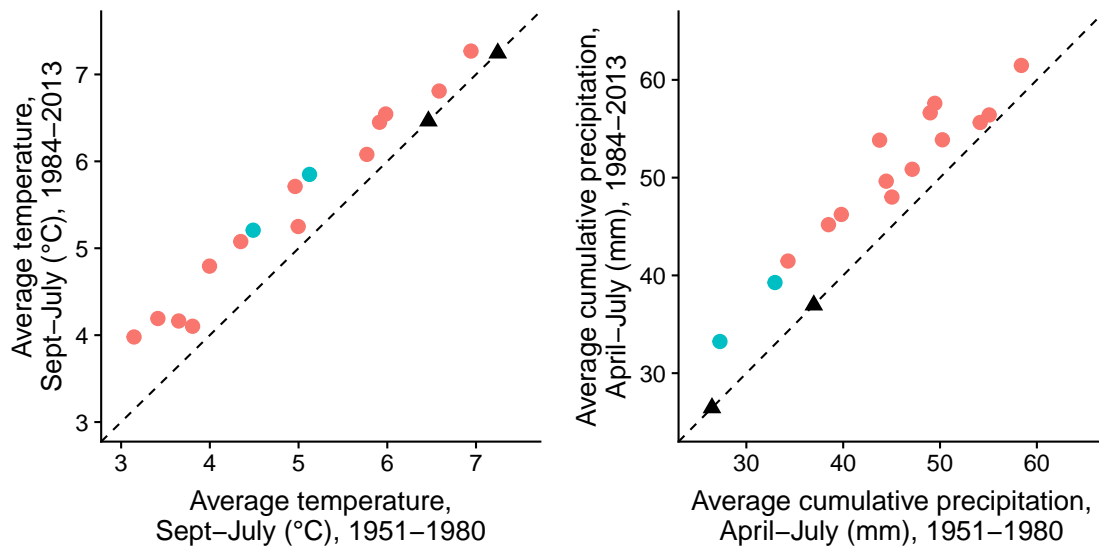 Average temperature,
Sept−July (°C), 1984−2013
7
6
5
4
3
3 4 5 6 7
Average temperature,
Sept−July (°C), 1951−1980
Average cumulative precipitation,
April−July (mm), 1984−2013
60
50
40
30
30 40 50 60
Average cumulative precipitation,
April−July (mm), 1951−1980